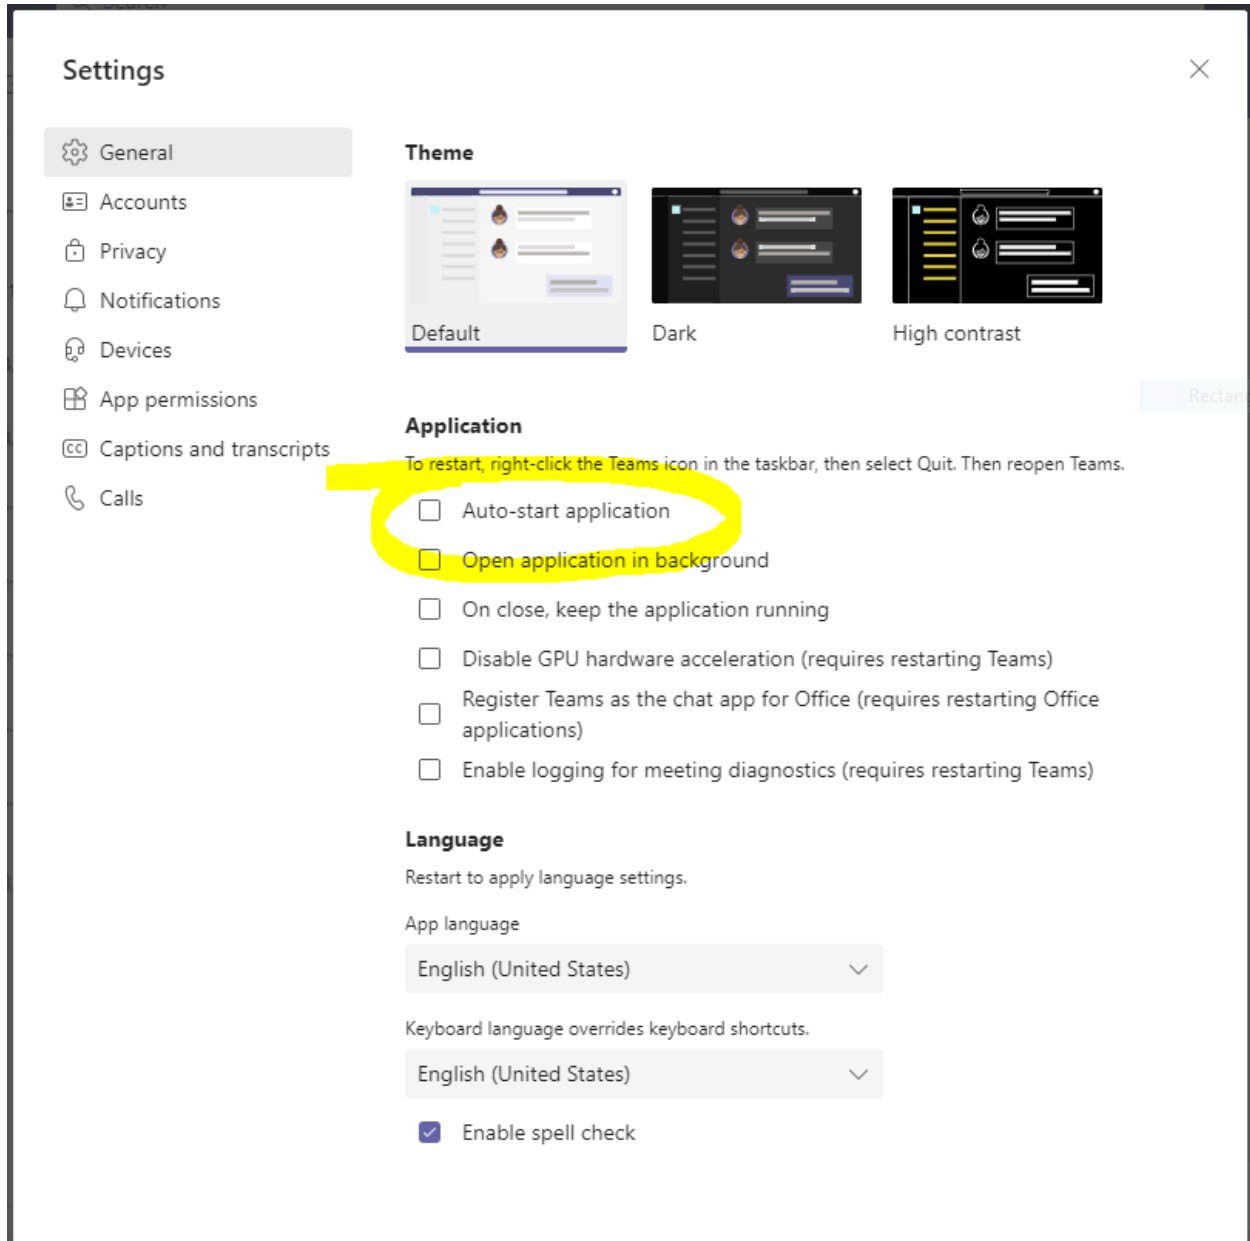 Search
Settings
General
Accounts
Privacy
Notifications
Devices
App permissions
Captions and transcripts
Calls
Theme
Default
Dark
High contrast
Application
To restart, right-click the Teams icon in the taskbar, then select Quit. Then reopen Teams.
Auto-start application
Open application in background
On close, keep the application running
Disable GPU hardware acceleration (requires restarting Teams)
Register Teams as the chat app for Office (requires restarting Office
applications)
Enable logging for meeting diagnostics (requires restarting Teams)
Language
Restart to apply language settings.
App language
English (United States)
Keyboard language overrides keyboard shortcuts.
English (United States)
Enable spell check